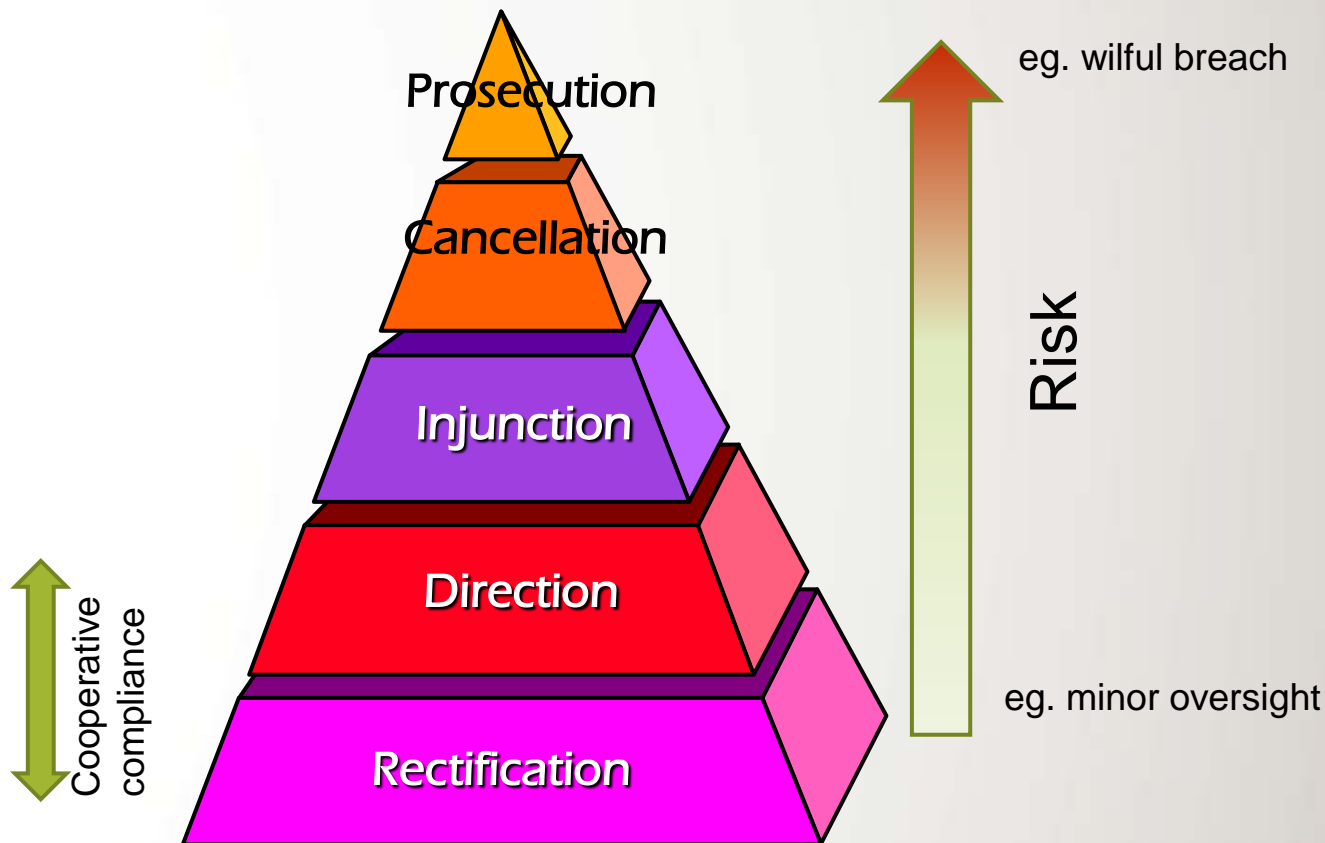 Prosecution
Cancellation
Injunction
Direction
Rectification
Cooperative
compliance
eg. wilful breach
Risk
eg. minor oversight